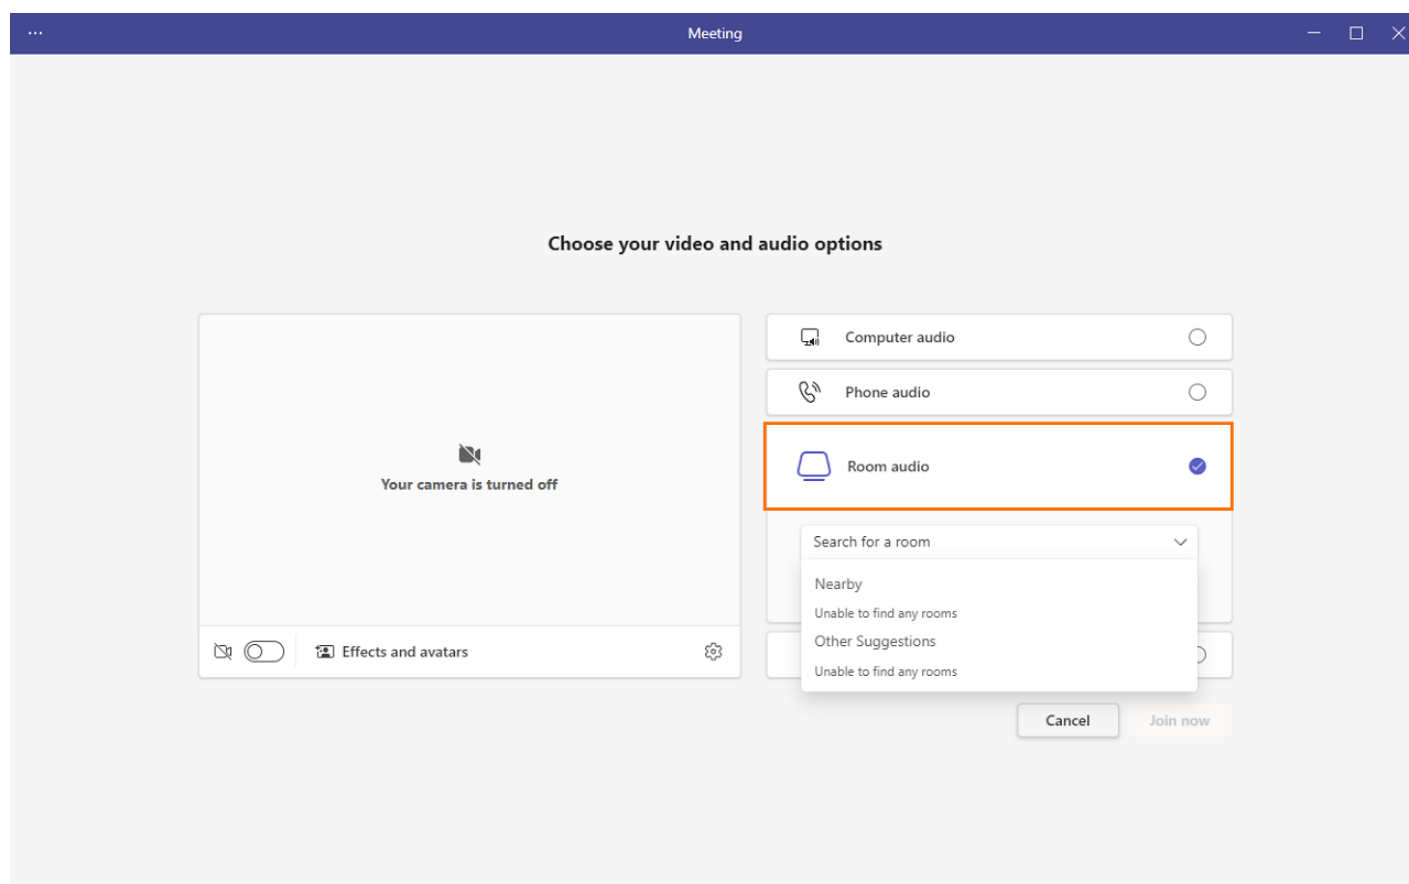 Meeting
Choose your video and audio options
Computer audio
Phone audio
Your camera is turned off
Room audio
Search for a room
Nearby
Unable to find any rooms
Other Suggestions
Unable to find any rooms
Effects and avatars
Cancel
Join now